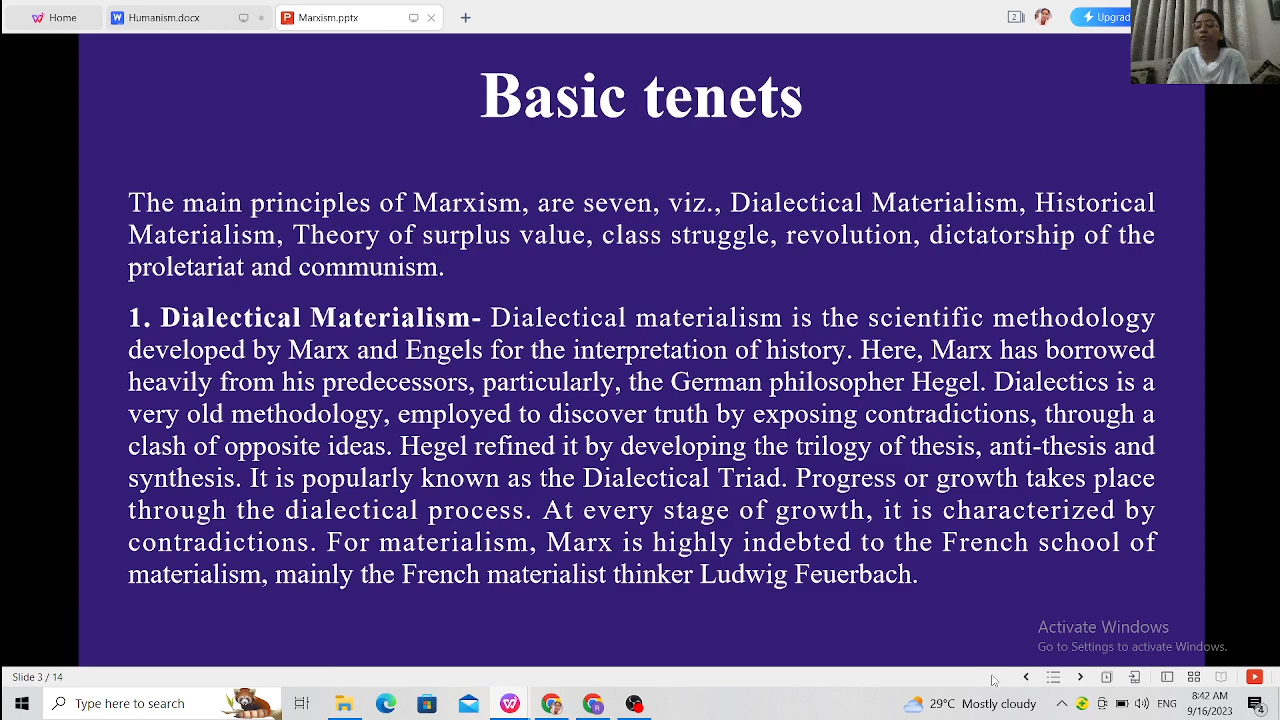 Home
Humanism.docx
Marxism.pptx
2
Upgrad
Basic tenets
The main principles of Marxism, are seven, viz., Dialectical Materialism, Historical
Materialism, Theory of surplus value, class struggle, revolution, dictatorship of the
proletariat and communism.
1. Dialectical Materialism- Dialectical materialism is the scientific methodology
developed by Marx and Engels for the interpretation of history. Here, Marx has borrowed
heavily from his predecessors, particularly, the German philosopher Hegel. Dialectics is a
very old methodology, employed to discover truth by exposing contradictions, through a
clash of opposite ideas. Hegel refined it by developing the trilogy of thesis, anti-thesis and
synthesis. It is popularly known as the Dialectical Triad. Progress or growth takes place
through the dialectical process. At every stage of growth, it is characterized by
contradictions. For materialism, Marx is highly indebted to the French school of
materialism, mainly the French materialist thinker Ludwig Feuerbach.
Activate Windows
Go to Settings to activate Windows.
Slide 3 / 14
Type here to search
29°C Mostly cloudy
ENG
8:42 AM
9/16/2023
4